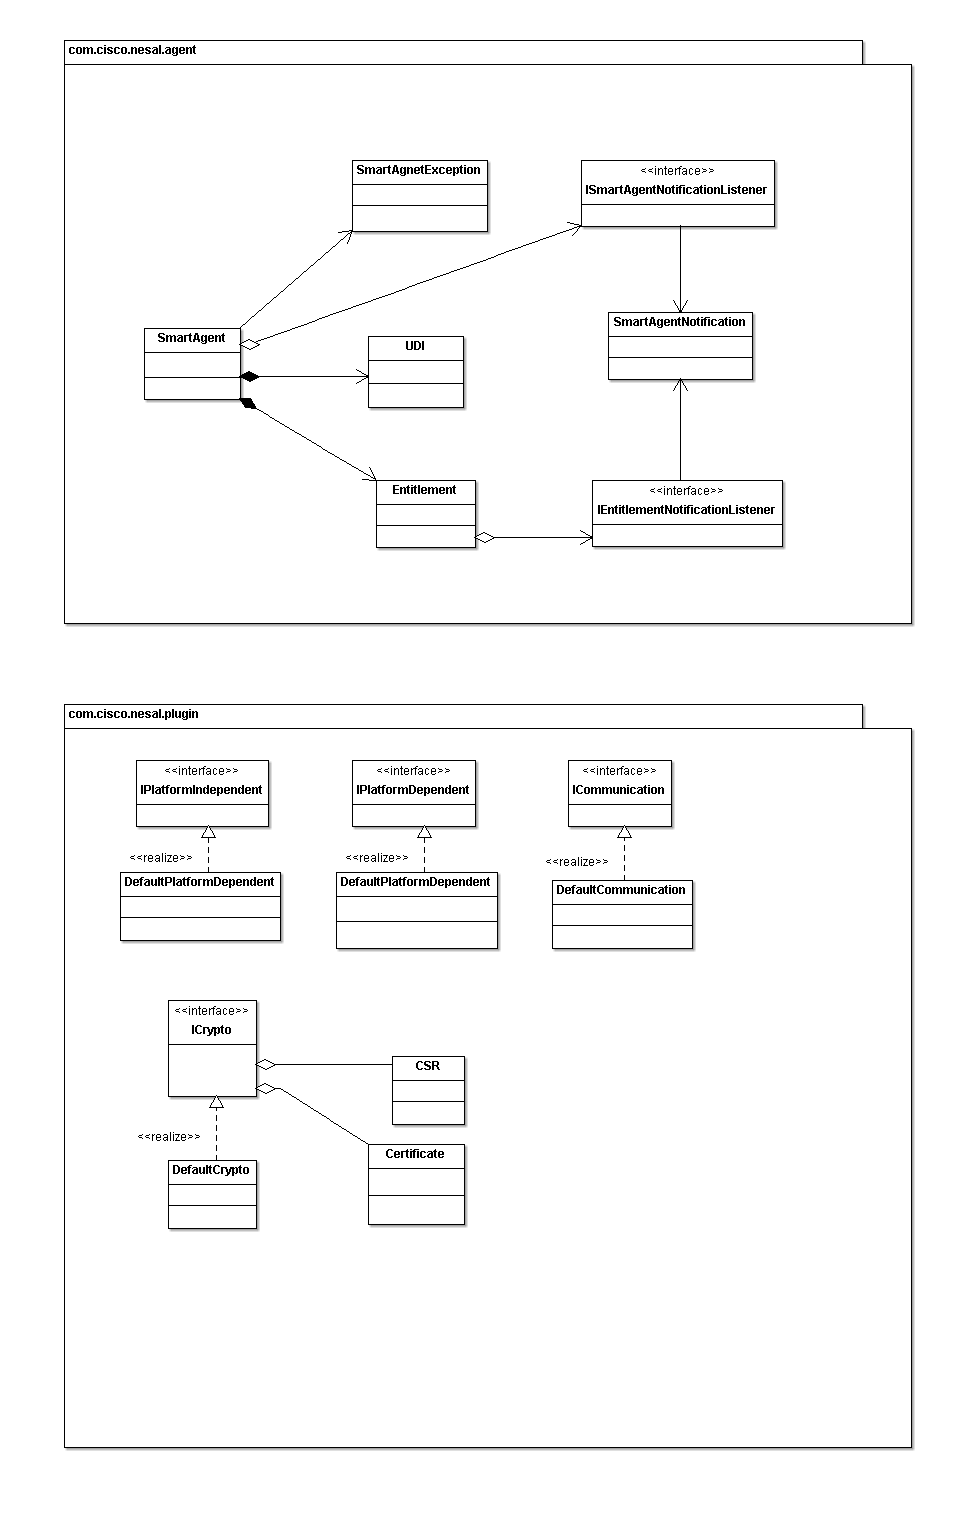 com.cisco.nesal.agent
SmartAgnetException
<<interface>>
ISmartAgentNotificationListener
SmartAgentNotification
SmartAgent
UDI
Entitlement
<<interface>>
IEntitlementNotificationListener
com.cisco.nesal.plugin
<<interface>>
IPlatformIndependent
<<interface>>
IPlatformDependent
<<interface>>
ICommunication
<<realize>>
<<realize>>
<<realize>>
DefaultPlatformDependent
DefaultPlatformDependent
DefaultCommunication
<<interface>>
ICrypto
CSR
<<realize>>
Certificate
DefaultCrypto